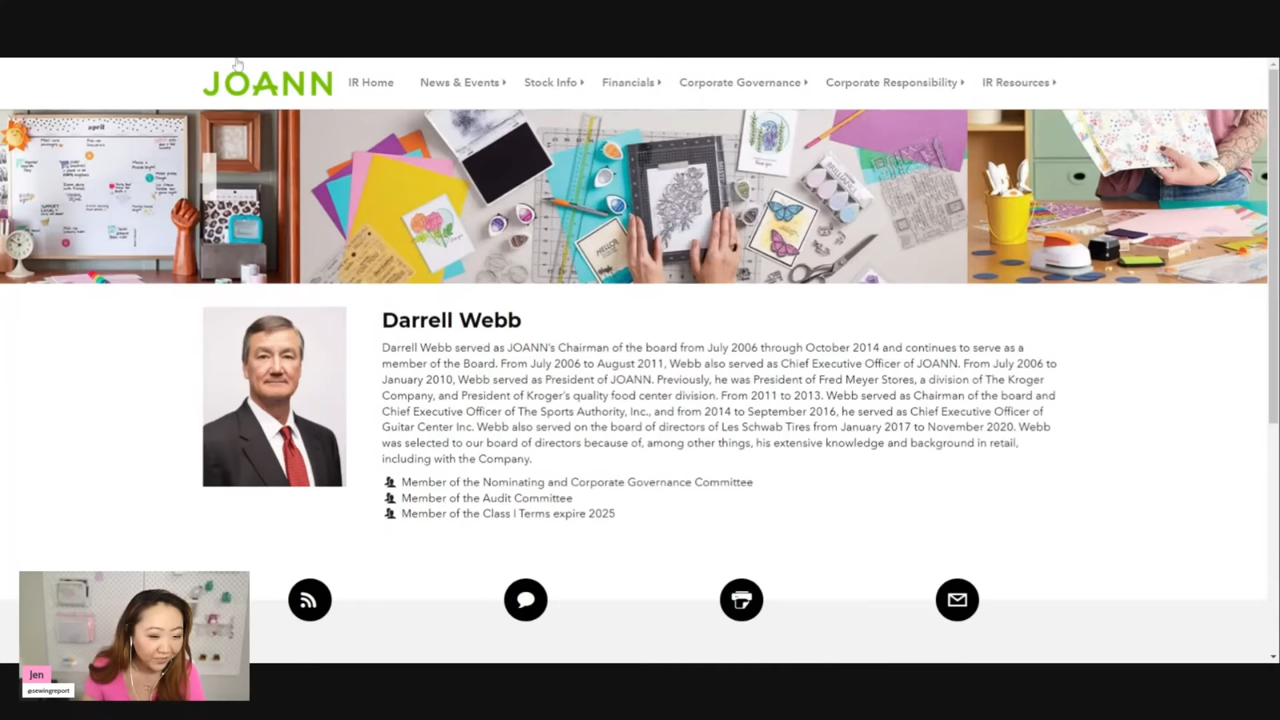 JOANN
IR Home
News & Events
Stock Info
Financials
Corporate Governance
Corporate Responsibility
IR Resources
april
Darrell Webb
Darrell Webb served as JOANN's Chairman of the board from July 2006 through October 2014 and continues to serve as a
member of the Board. From July 2006 to August 2011, Webb also served as Chief Executive Officer of JOANN. From July 2006 to
January 2010, Webb served as President of JOANN. Previously, he was President of Fred Meyer Stores, a division of The Kroger
Company, and President of Kroger's quality food center division. From 2011 to 2013. Webb served as Chairman of the board and
Chief Executive Officer of The Sports Authority, Inc., and from 2014 to September 2016, he served as Chief Executive Officer of
Guitar Center Inc. Webb also served on the board of directors of Les Schwab Tires from January 2017 to November 2020. Webb
was selected to our board of directors because of, among other things, his extensive knowledge and background in retail,
including with the Company.
Member of the Nominating and Corporate Governance Committee
Member of the Audit Committee
Member of the Class I Terms expire 2025
Jen
@sewingreport